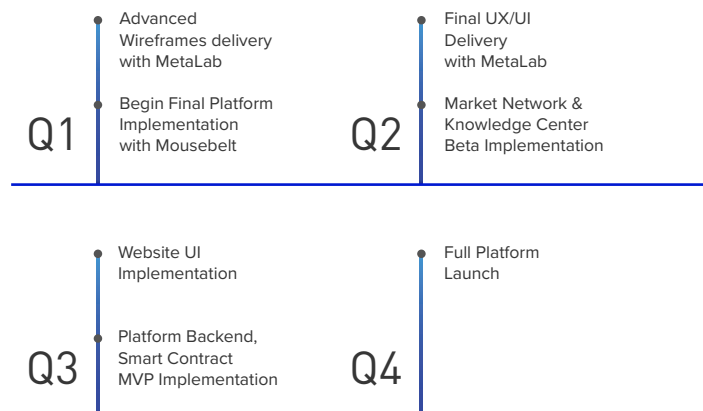 Q1
Advanced
Wireframes delivery
with MetaLab
Begin Final Platform
Implementation
with Mousebelt
Q2
Final UX/UI
Delivery
with MetaLab
Market Network &
Knowledge Center
Beta Implementation
Q3
Website UI
Implementation
Platform Backend,
Smart Contract
MVP Implementation
Q4
Full Platform
Launch